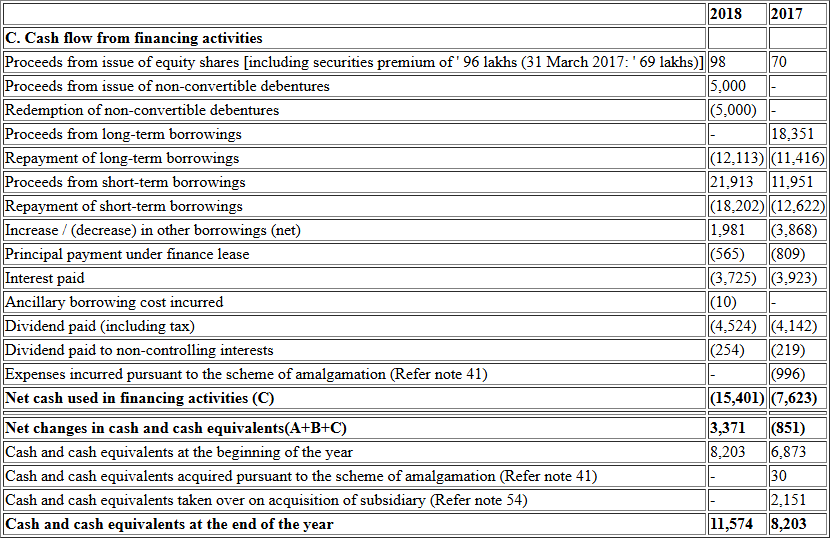 2018 2017
C. Cash flow from financing activities
Proceeds from issue of equity shares [including securities premium of ' 96 lakhs (31 March 2017: ' 69 lakhs)] 98 70
Proceeds from issue of non-convertible debentures 5,000 -
Redemption of non-convertible debentures (5,000) -
Proceeds from long-term borrowings - 18,351
Repayment of long-term borrowings (12,113) (11,416)
Proceeds from short-term borrowings 21,913 11,951
Repayment of short-term borrowings (18,202) (12,622)
Increase / (decrease) in other borrowings (net) 1,981 (3,868)
Principal payment under finance lease (565) (809)
Interest paid (3,725) (3,923)
Ancillary borrowing cost incurred (10) -
Dividend paid (including tax) (4,524) (4,142)
Dividend paid to non-controlling interests (254) (219)
Expenses incurred pursuant to the scheme of amalgamation (Refer note 41) - (996)
Net cash used in financing activities (C) (15,401) (7,623)
Net changes in cash and cash equivalents(A+B+C) 3,371 (851)
Cash and cash equivalents at the beginning of the year 8,203 6,873
Cash and cash equivalents acquired pursuant to the scheme of amalgamation (Refer note 41) - 30
Cash and cash equivalents taken over on acquisition of subsidiary (Refer note 54) - 2,151
Cash and cash equivalents at the end of the year 11,574 8,203